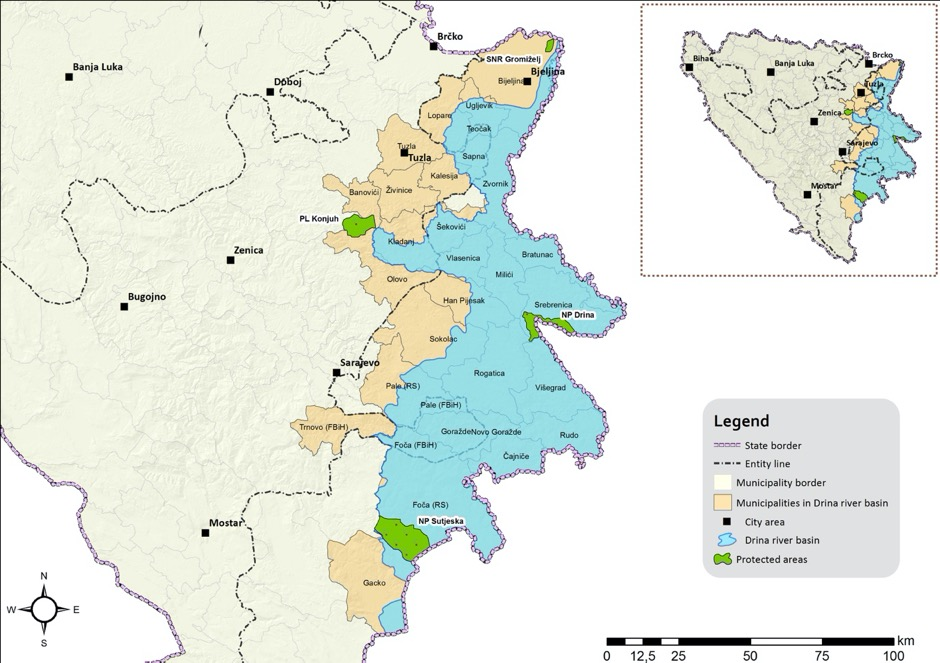 Brčko
SNR Gromiželj
Bjeljina
Bijeljina
Banja Luka
Doboj
Ugljevik
Lopare
Teočak
Tuzla
Tuzla
Sapna
Kalesija
Zvornik
Banovići
Živinice
PL Konjuh
Šekovići
Kladanj
Zenica
Vlasenica
Bratunac
Milići
Olovo
Bugojno
Han Pijesak
Srebrenica
NP Drina
Sokolac
Sarajevo
Rogatica
Pale (RS)
Višegrad
Pale (FBiH)
Trnovo (FBiH)
Goražde
Novo Goražde
Rudo
Foča (FBiH)
Čajniče
Foča (RS)
NP Sutjeska
Mostar
Gacko
N
W
E
S
Brcko
Bihać
Banja Luka
Tuzla
Zenica
Sarajevo
Mostar
Legend
State border
Entity line
Municipality border
Municipalities in Drina river basin
City area
Drina river basin
Protected areas
km
0 12,5 25 50 75 100